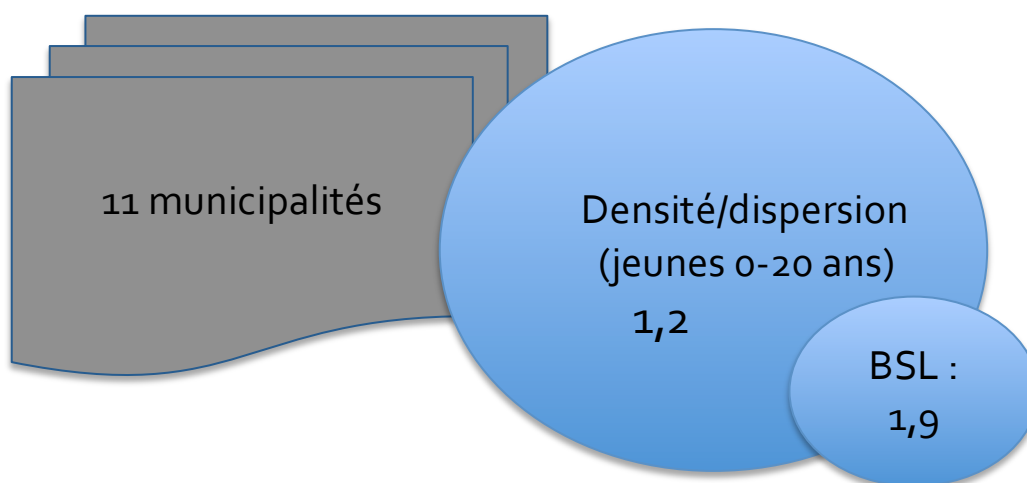 11 municipalités
Densité/dispersion
(jeunes 0-20 ans)
1,2
BSL :
1,9